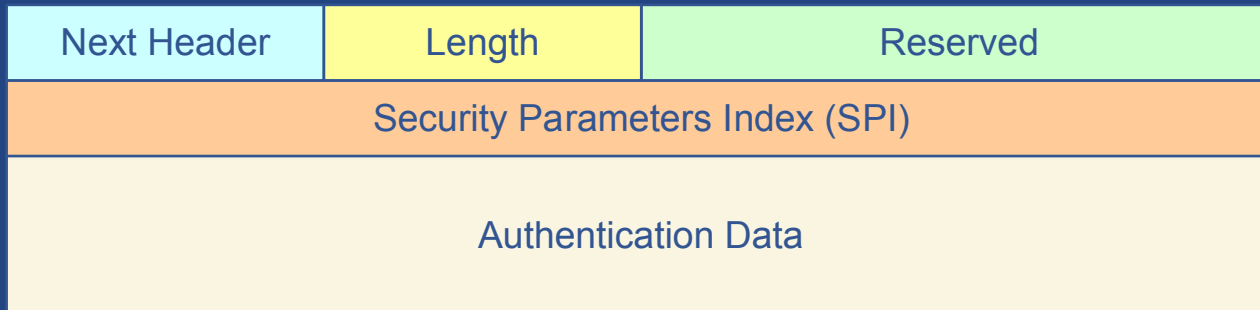 Next Header Length Reserved
Security Parameters Index (SPI)
Authentication Data